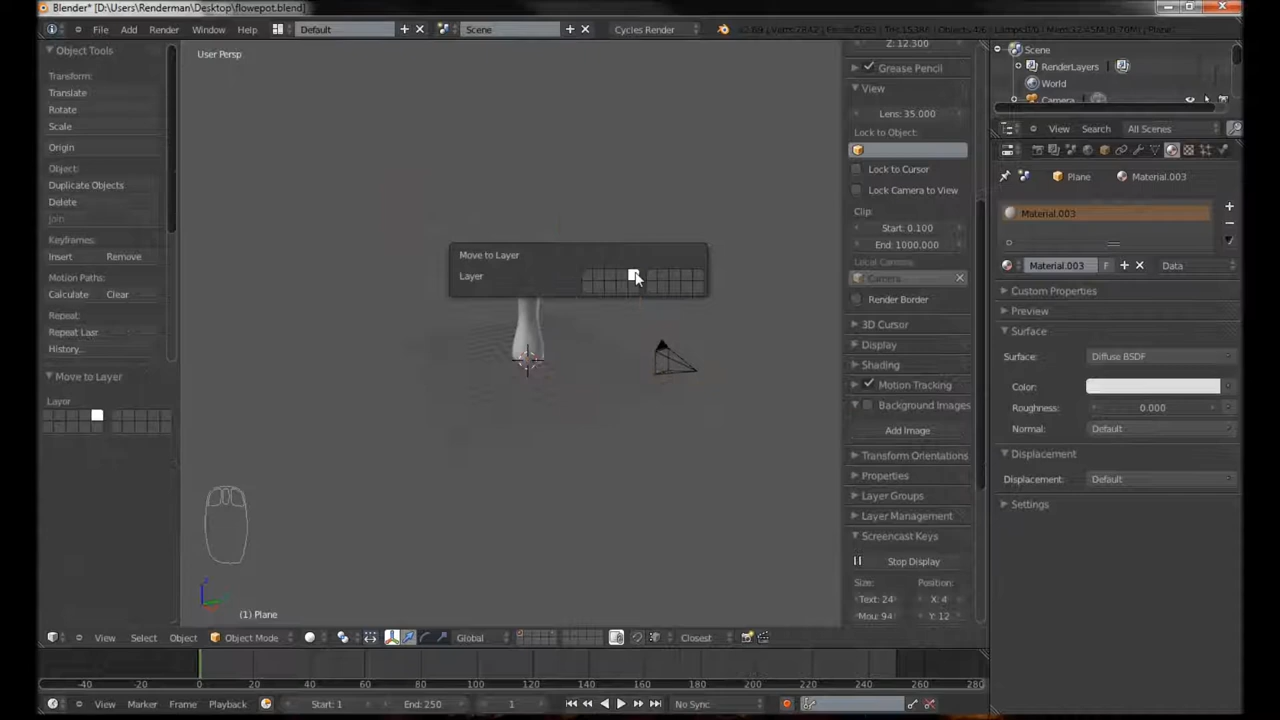 Blender* [D:\Users\Renderman\Desktop\flowepot.blend]
File Add Render Window Help Default Scene Cycles Render
Object Tools
Transform:
Translate
Rotate
Scale
Origin
Object:
Duplicate Objects
Delete
Join
Keyframes:
Insert Remove
Motion Paths:
Calculate Clear
Repeat:
Repeat Last
History...
Move to Layer
Layor
User Persp
Move to Layer
Layer
(1) Plane
View Select Object Object Mode Global Closest
Z: 12.300
Grease Pencil
View
Lens: 35.000
Lock to Object:
Lock to Cursor
Lock Camera to View
Clip:
Start: 0.100
End: 1000.000
Local Camera:
Camera
Render Border
3D Cursor
Display
Shading
Motion Tracking
Background Images
Add Image
Transform Orientations
Properties
Layer Groups
Layer Management
Screencast Keys
Stop Display
Size: Position:
Text: 24 X: 4
Mou: 94 Y: 12
Scene
RenderLayers
World
Camera
View Search All Scenes
Plane Material.003
Material.003
Material.003 F Data
Custom Properties
Preview
Surface
Surface: Diffuse BSDF
Color:
Roughness: 0.000
Normal: Default
Displacement
Displacement: Default
Settings
-40 -20 0 20 40 60 80 100 120 140 160 180 200 220 240 260 280
View Marker Frame Playback Start: 1 End: 250 1 No Sync